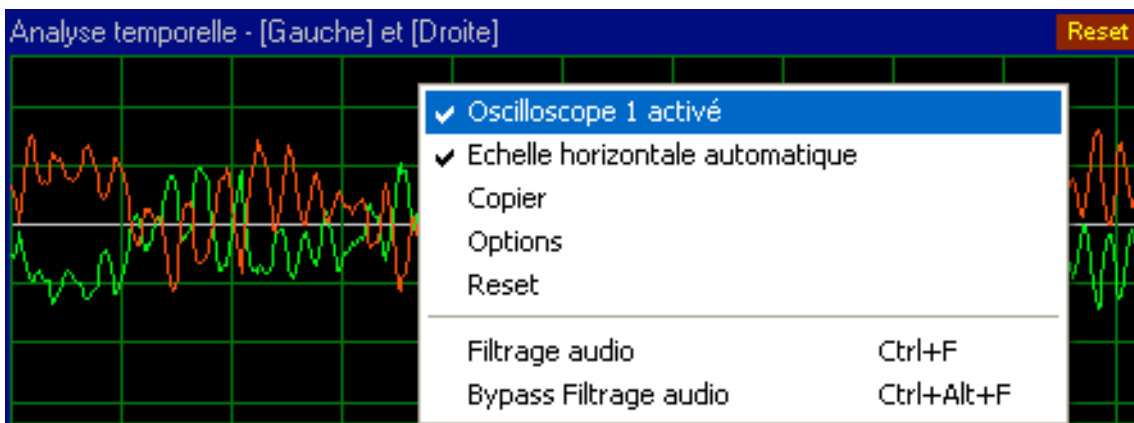 Analyse temporelle - [Gauche] et [Droite] Reset
Oscilloscope 1 activé
Echelle horizontale automatique
Copier
Options
Reset
Filtrage audio Ctrl+F
Bypass Filtrage audio Ctrl+Alt+F